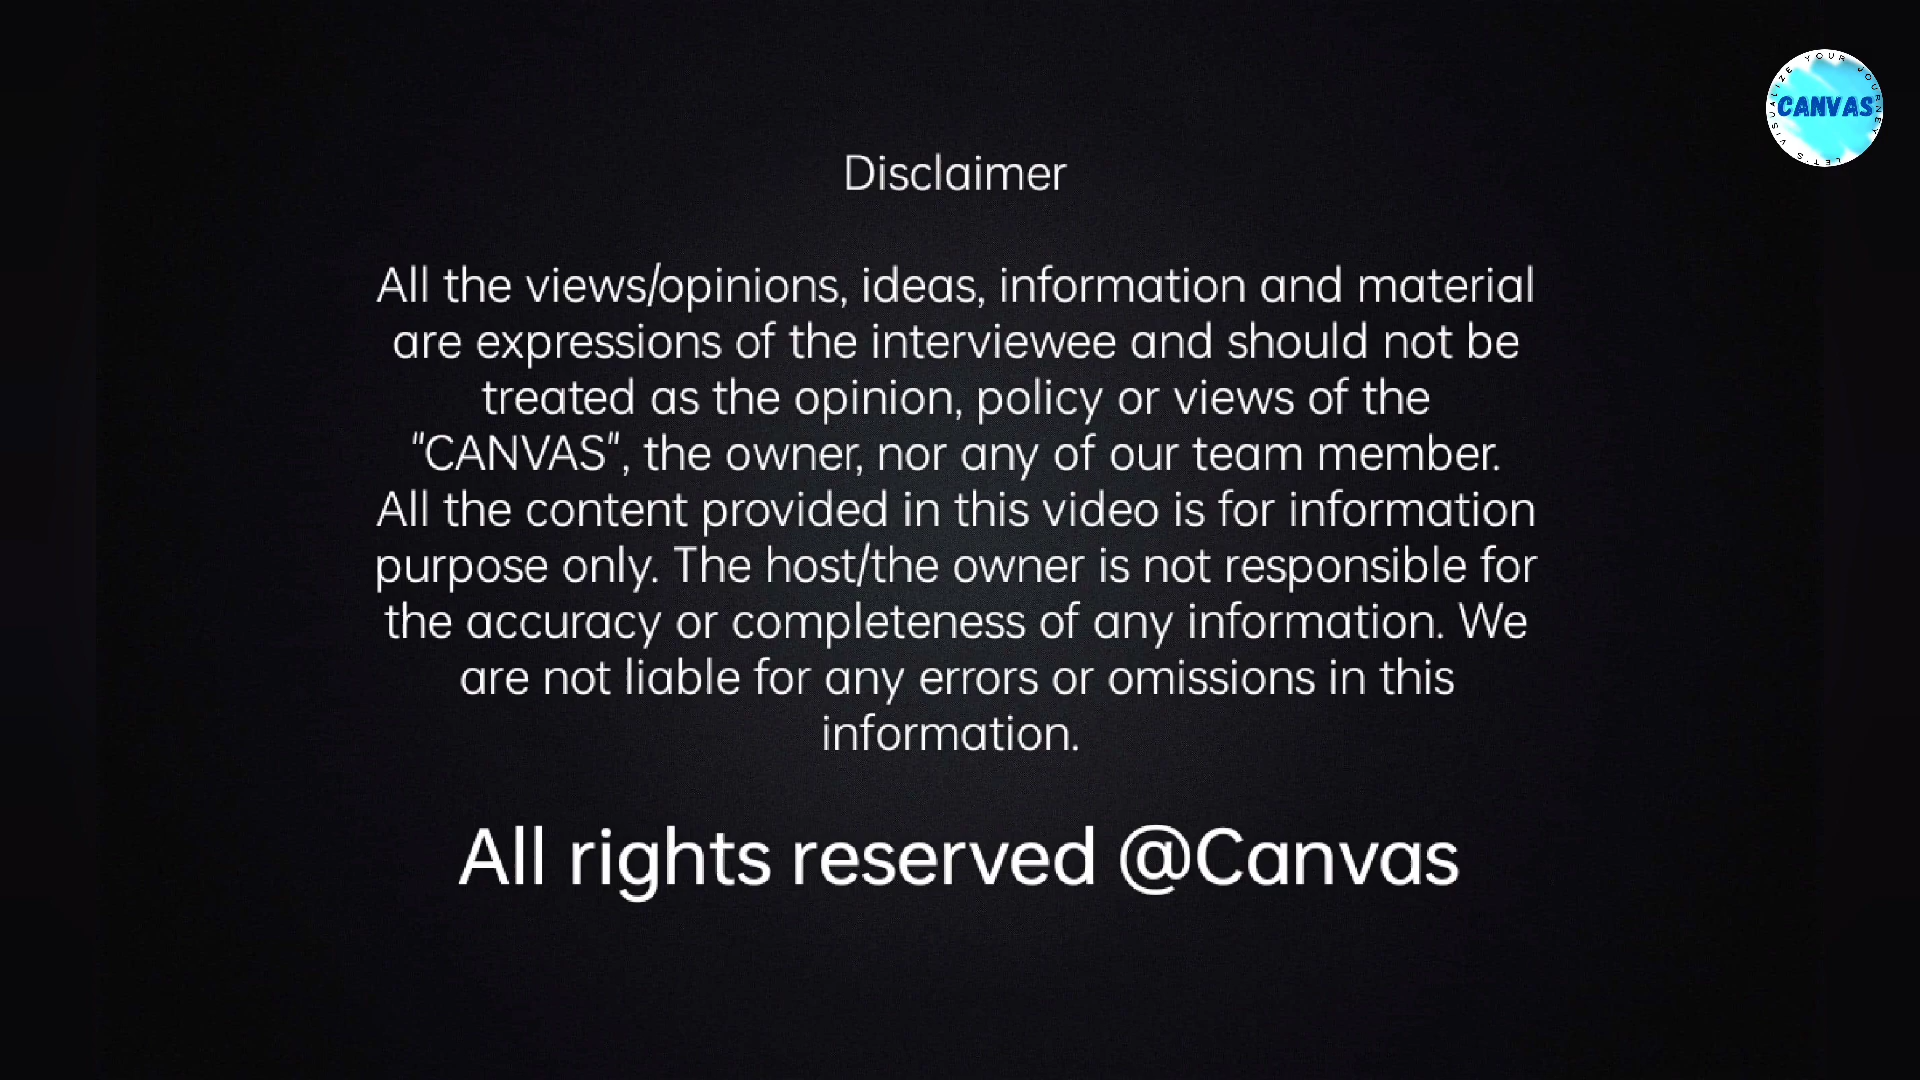 LET'S VISUALIZE YOUR JOURNEY
CANVAS
Disclaimer
All the views/opinions, ideas, information and material
are expressions of the interviewee and should not be
treated as the opinion, policy or views of the
"CANVAS", the owner, nor any of our team member.
All the content provided in this video is for information
purpose only. The host/the owner is not responsible for
the accuracy or completeness of any information. We
are not liable for any errors or omissions in this
information.
All rights reserved @Canvas